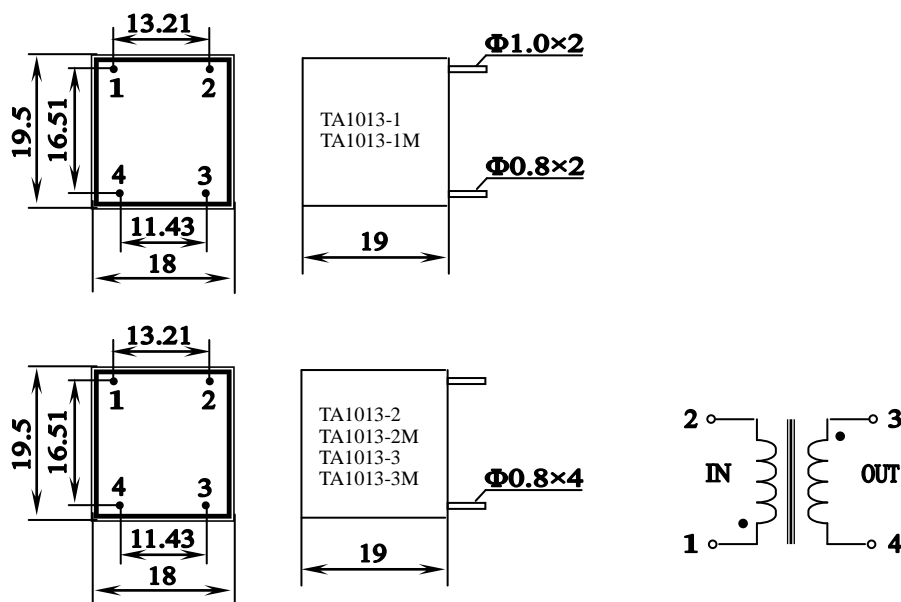 13.21
Φ1.0×2
1 2
19.5
16.51
TA1013-1
TA1013-1M
4 3
Φ0.8×2
11.43
18
19
13.21
1 2
19.5
16.51
TA1013-2
TA1013-2M
TA1013-3
TA1013-3M
4 3
Φ0.8×4
11.43
18
19
2 3
IN OUT
1 4